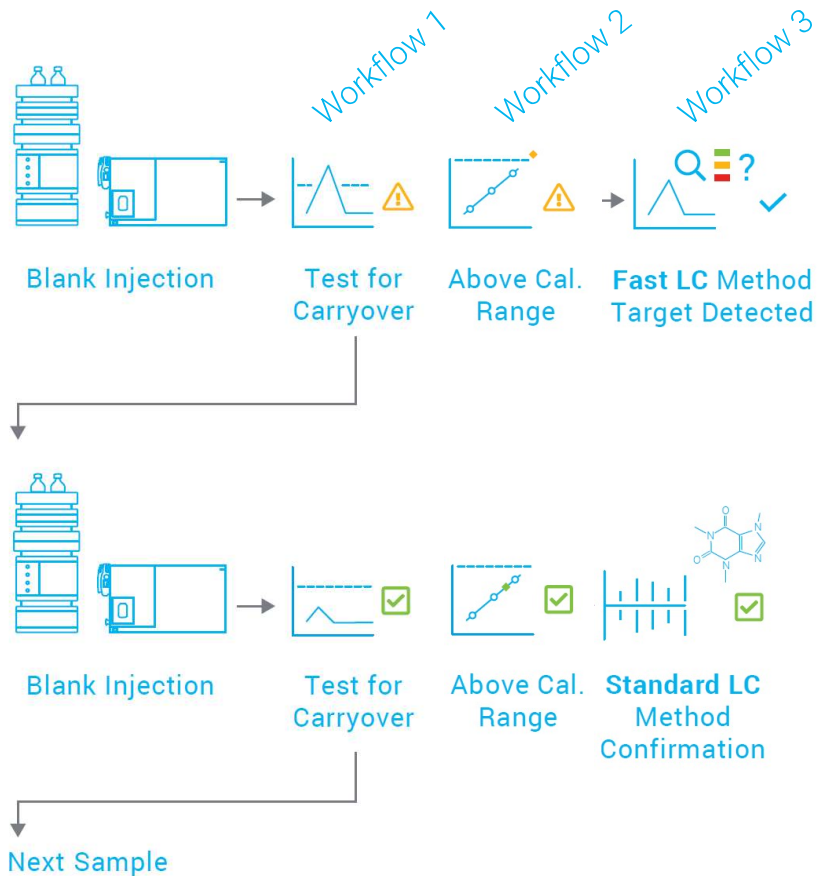 Workflow 1
Workflow 2
Workflow 3
?
Blank Injection
Test for
Carryover
Above Cal.
Range
Fast LC Method
Target Detected
O
N
N
O
N
N
Blank Injection
Test for
Carryover
Above Cal.
Range
Standard LC
Method
Confirmation
Next Sample